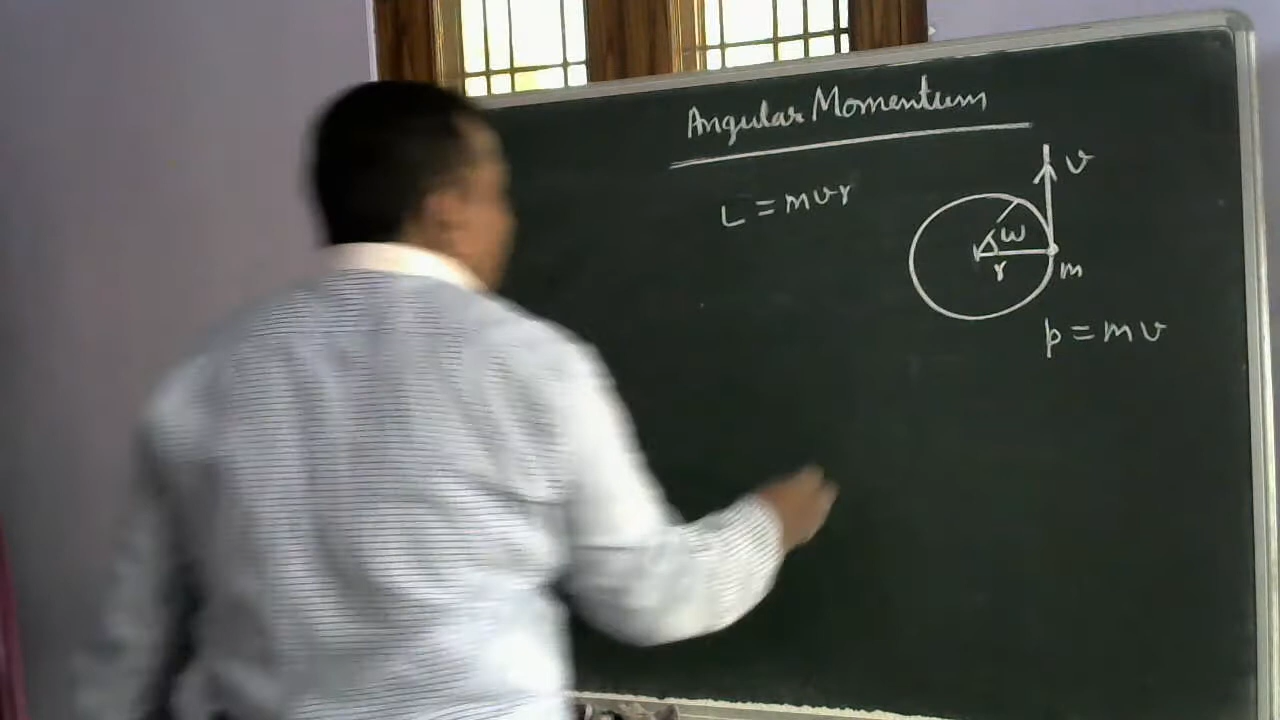 Angular Momentum
L = mvr
v
ω
r
m
p = mv